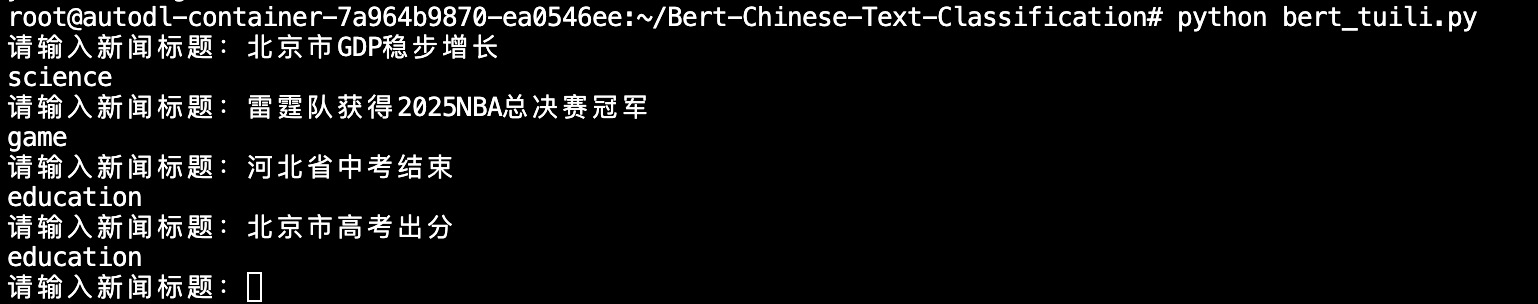 root@autodl-container-7a964b9870-ea0546ee:~/Bert-Chinese-Text-Classification# python bert_tuili.py
请输入新闻标题：北京市GDP稳步增长
science
请输入新闻标题：雷霆队获得2025NBA总决赛冠军
game
请输入新闻标题：河北省中考结束
education
请输入新闻标题：北京市高考出分
education
请输入新闻标题：